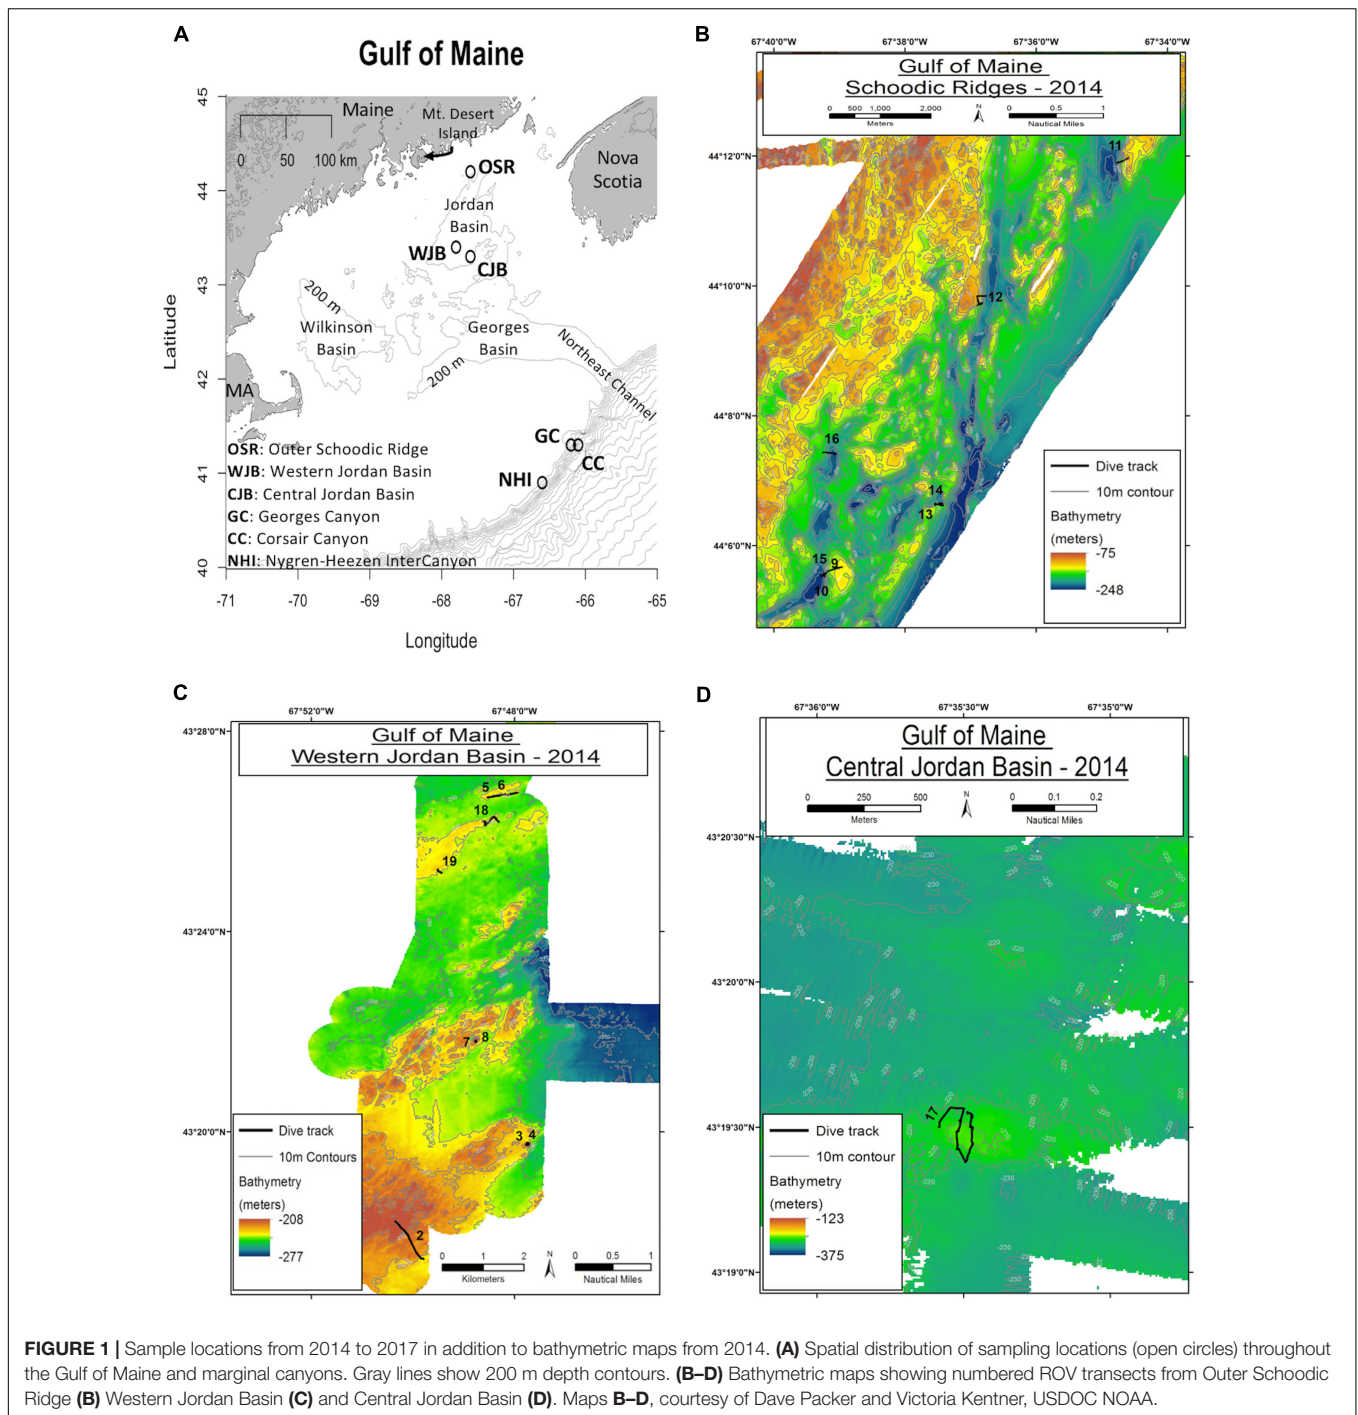 A
Gulf of Maine
45
44
43
42
41
40
Latitude
-71
-70
-69
-68
-67
-66
-65
Longitude
Maine
Mt. Desert
Island
0 50 100 km
Nova
Scotia
OSR
Jordan
Basin
WJB
CJB
200 m
Wilkinson
Basin
Georges
Basin
Northeast Channel
200 m
MA
GC
CC
NHI
OSR: Outer Schoodic Ridge
WJB: Western Jordan Basin
CJB: Central Jordan Basin
GC: Georges Canyon
CC: Corsair Canyon
NHI: Nygren-Heezen InterCanyon
B
67°40'0"W 67°38'0"W 67°36'0"W 67°34'0"W
Gulf of Maine
Schoodic Ridges - 2014
0 500 1,000 2,000
Meters
N
0 0.5 1
Nautical Miles
44°12'0"N
44°10'0"N
44°8'0"N
44°6'0"N
11
12
16
14
13
15
9
10
Dive track
10m contour
Bathymetry
(meters)
-75
-248
C
67°52'0"W 67°48'0"W
43°28'0"N
43°24'0"N
43°20'0"N
Gulf of Maine
Western Jordan Basin - 2014
5 6
18
19
7 8
3 4
2
Dive track
10m Contours
Bathymetry
(meters)
-208
-277
0 1 2
Kilometers
N
0 0.5 1
Nautical Miles
D
67°36'0"W 67°35'30"W 67°35'0"W
Gulf of Maine
Central Jordan Basin - 2014
0 250 500
Meters
N
0 0.1 0.2
Nautical Miles
43°20'30"N
43°20'0"N
43°19'30"N
43°19'0"N
17
Dive track
10m contour
Bathymetry
(meters)
-123
-375
FIGURE 1 | Sample locations from 2014 to 2017 in addition to bathymetric maps from 2014. (A) Spatial distribution of sampling locations (open circles) throughout
the Gulf of Maine and marginal canyons. Gray lines show 200 m depth contours. (B–D) Bathymetric maps showing numbered ROV transects from Outer Schoodic
Ridge (B) Western Jordan Basin (C) and Central Jordan Basin (D). Maps B–D, courtesy of Dave Packer and Victoria Kentner, USDOC NOAA.